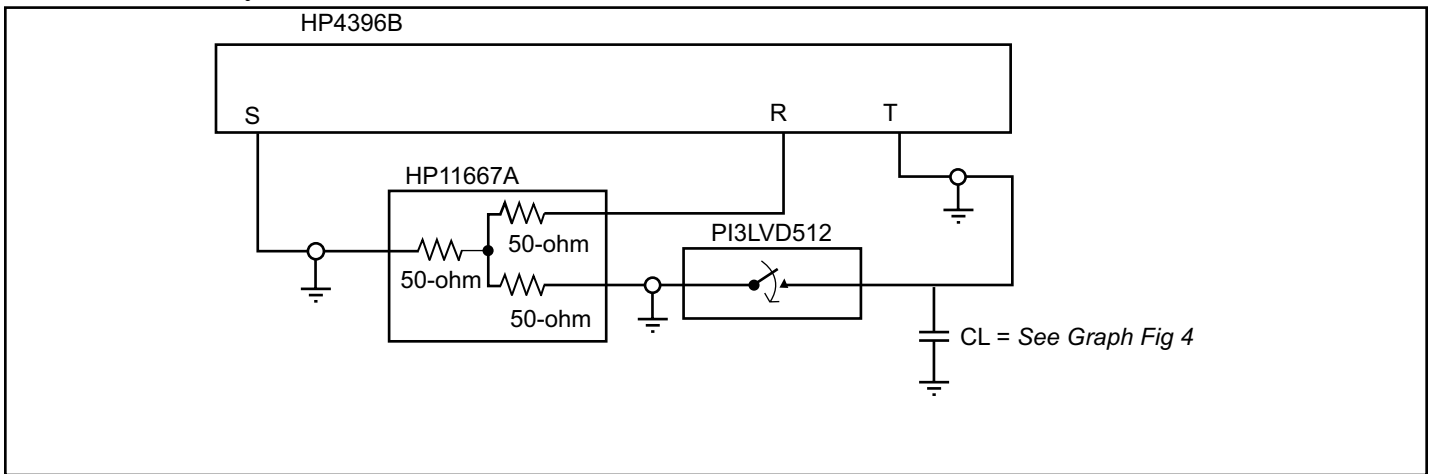 HP4396B
S
R
T
HP11667A
50-ohm
50-ohm
50-ohm
PI3LVD512
CL = See Graph Fig 4